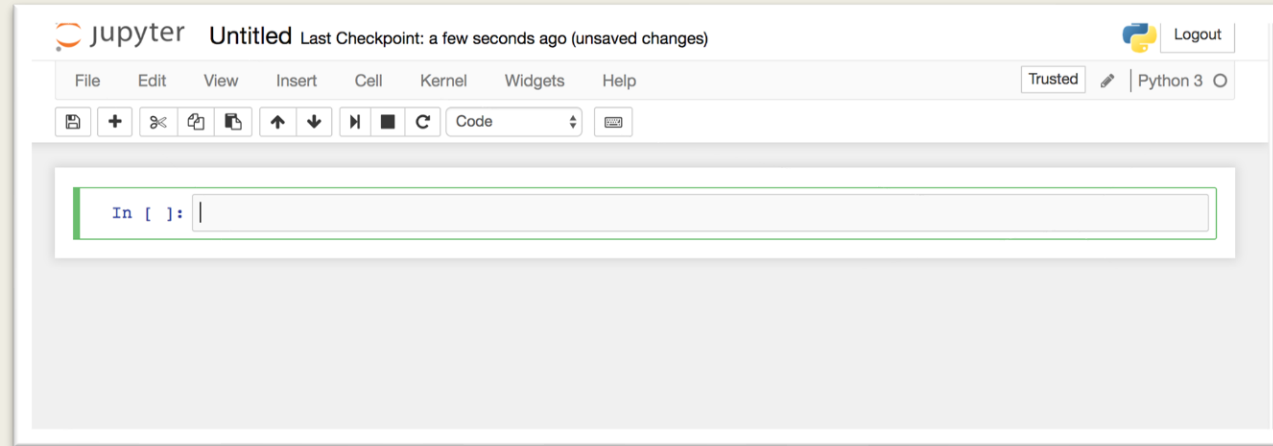 jupyter Untitled Last Checkpoint: a few seconds ago (unsaved changes) Logout
File Edit View Insert Cell Kernel Widgets Help Trusted Python 3
Code
In [ ]: